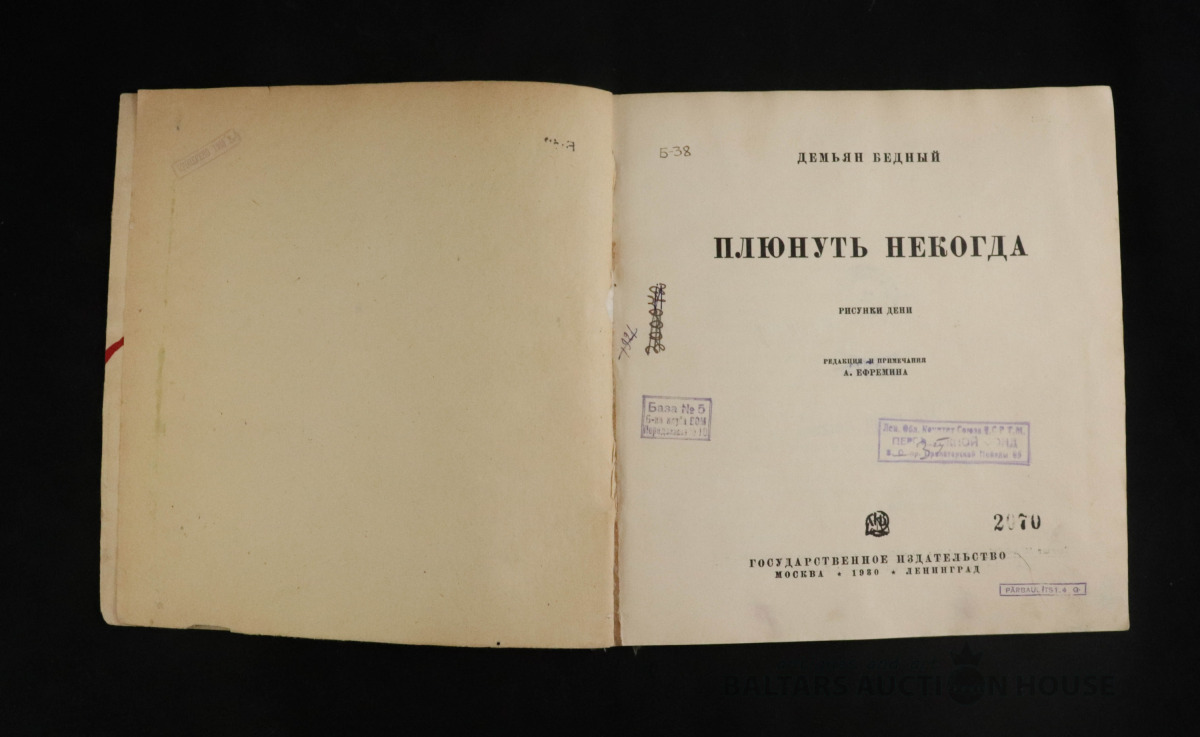 Б-38
ДЕМЬЯН БЕДНЫЙ
ПЛЮНУТЬ НЕКОГДА
РИСУНКИ ДЕНИ
РЕДАКЦИЯ И ПРИМЕЧАНИЯ
А. ЕФРЕМИНА
База № 5
2070
ГОСУДАРСТВЕННОЕ ИЗДАТЕЛЬСТВО
МОСКВА * 1930 * ЛЕНИНГРАД
BALTARS AUCTION HOUSE